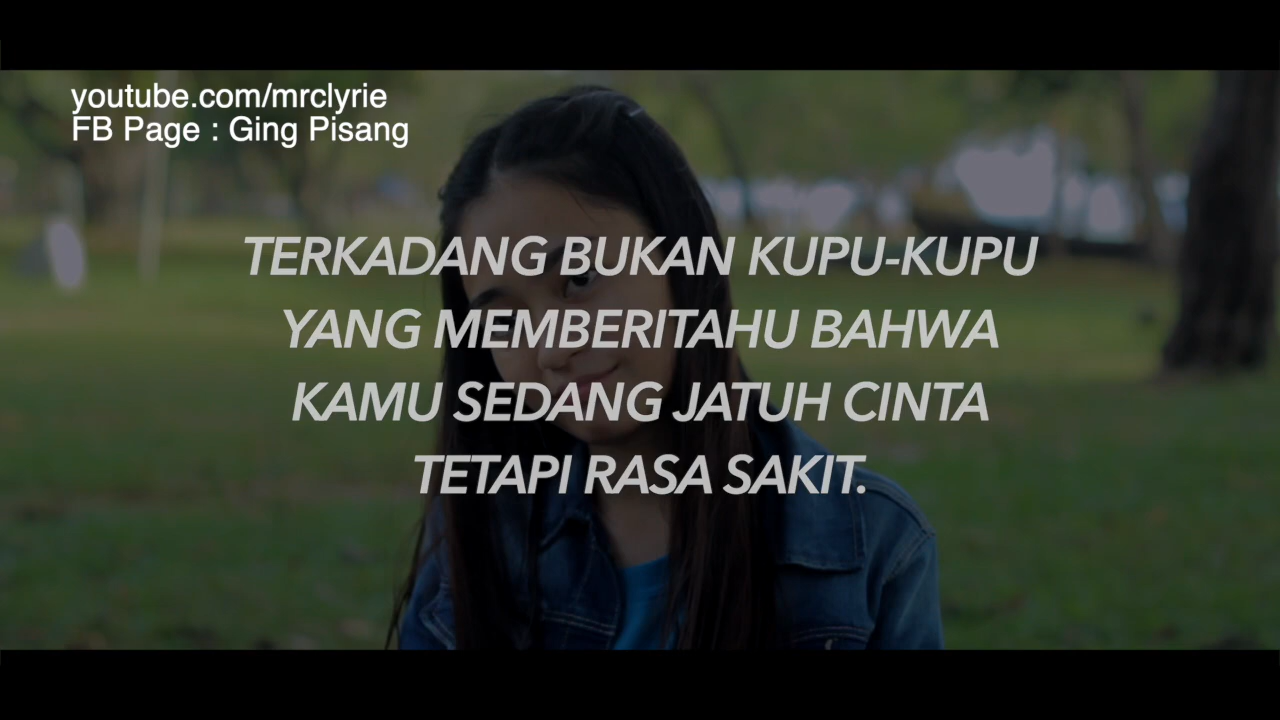 youtube.com/mrclyrie
FB Page : Ging Pisang
TERKADANG BUKAN KUPU-KUPU
YANG MEMBERITAHU BAHWA
KAMU SEDANG JATUH CINTA
TETAPI RASA SAKIT.